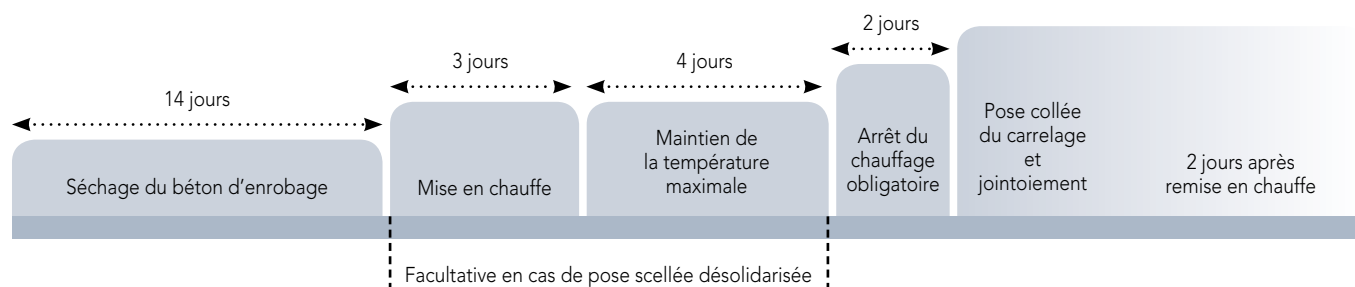 14 jours
Séchage du béton d'enrobage
3 jours
Mise en chauffe
4 jours
Maintien de
la température
maximale
2 jours
Arrêt du
chauffage
obligatoire
Pose collée
du carrelage
et
jointoiement
2 jours après
remise en chauffe
Facultative en cas de pose scellée désolidarisée